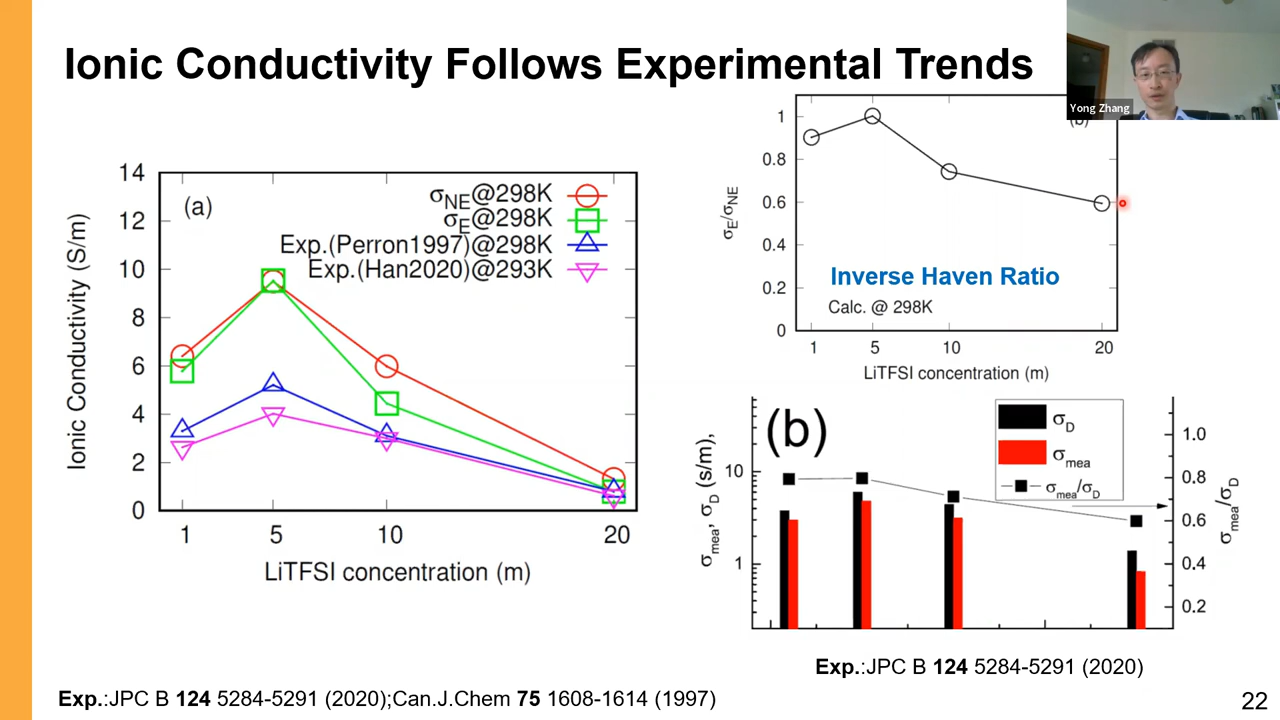 Ionic Conductivity Follows Experimental Trends
Yong Zhang
14
12
10
8
6
4
2
0
Ionic Conductivity (S/m)
(a)
σNE@298K
σE@298K
Exp.(Perron1997)@298K
Exp.(Han2020)@293K
1 5 10 20
LiTFSI concentration (m)
1
0.8
0.6
0.4
0.2
0
σE/σNE
Inverse Haven Ratio
Calc. @ 298K
1 5 10 20
LiTFSI concentration (m)
(b)
σD
σmea
σmea/σD
10
1
σmea, σD (s/m),
1.0
0.8
0.6
0.4
0.2
σmea/σD
Exp.:JPC B 124 5284-5291 (2020)
Exp.:JPC B 124 5284-5291 (2020);Can.J.Chem 75 1608-1614 (1997)
22